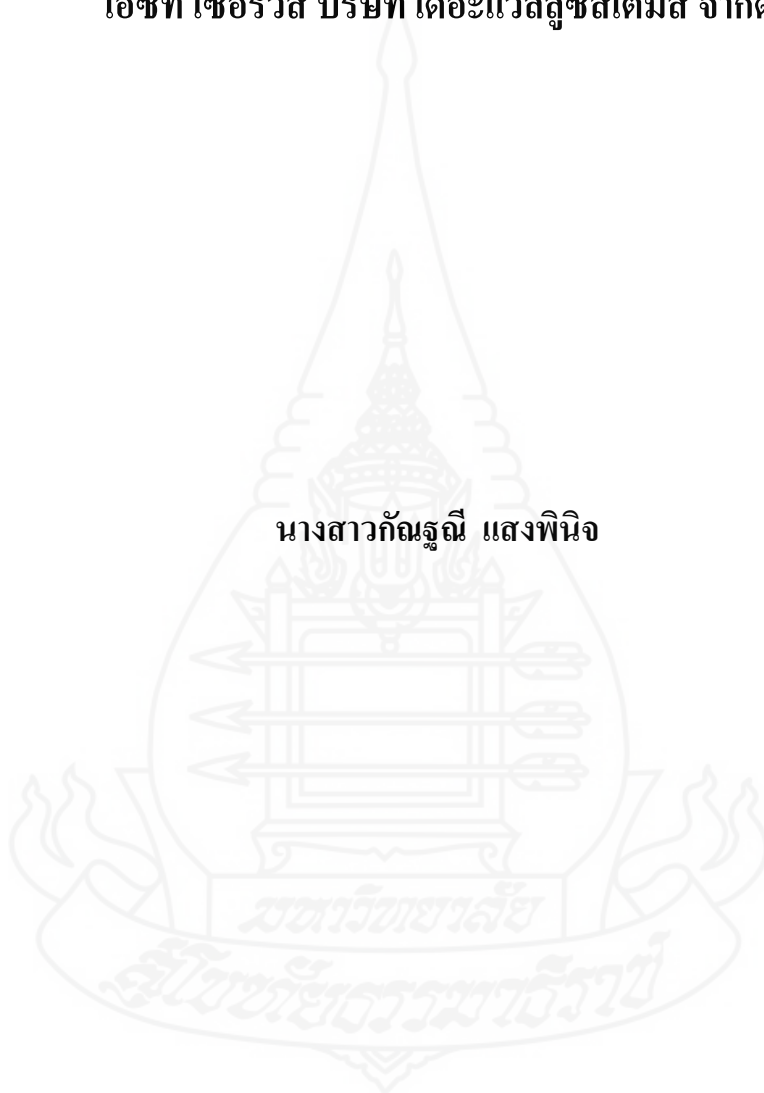 ไอซีที เซอร์วิส บริษัท เดอะแวลลูซิสเตมส์ จำกัด
นางสาวกัณฐณี แสงพินิจ
มหาวิทยาลัย
สุโขทัยธรรมาธิราช